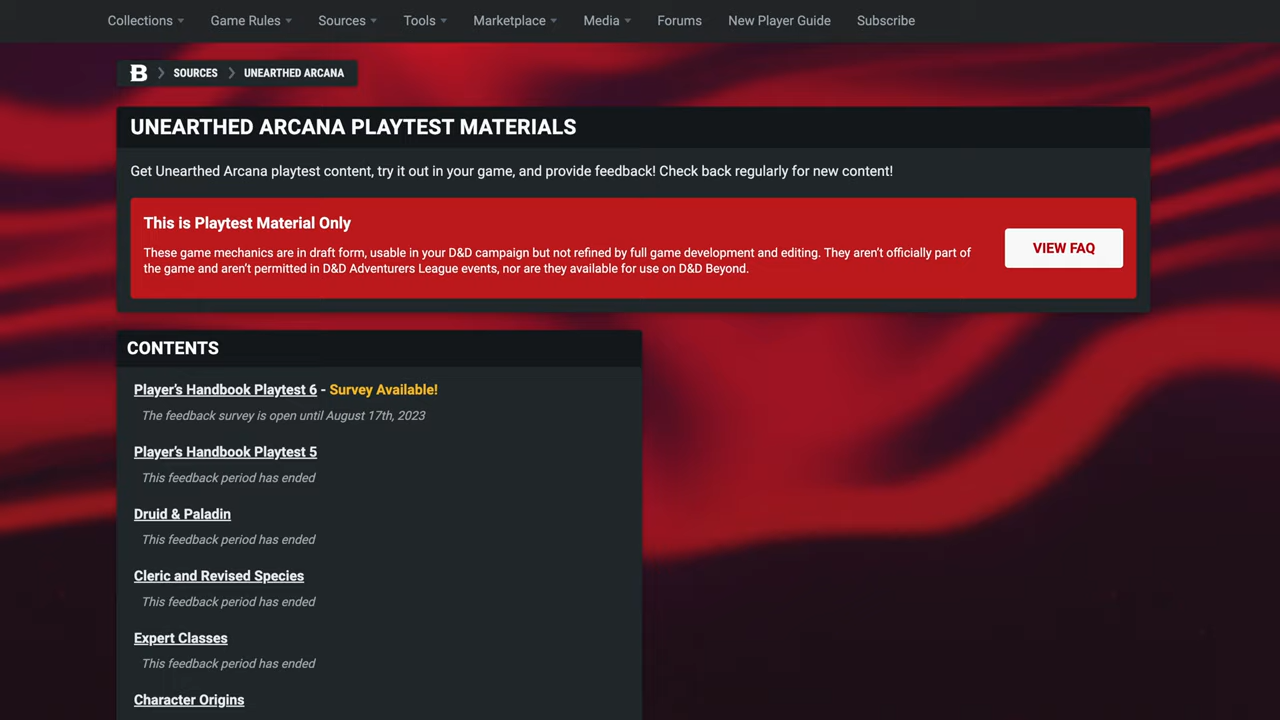 Collections Game Rules Sources Tools Marketplace Media Forums New Player Guide Subscribe
B SOURCES UNEARTHED ARCANA
UNEARTHED ARCANA PLAYTEST MATERIALS
Get Unearthed Arcana playtest content, try it out in your game, and provide feedback! Check back regularly for new content!
This is Playtest Material Only
These game mechanics are in draft form, usable in your D&D campaign but not refined by full game development and editing. They aren’t officially part of
the game and aren’t permitted in D&D Adventurers League events, nor are they available for use on D&D Beyond.
VIEW FAQ
CONTENTS
Player’s Handbook Playtest 6 - Survey Available!
The feedback survey is open until August 17th, 2023
Player’s Handbook Playtest 5
This feedback period has ended
Druid & Paladin
This feedback period has ended
Cleric and Revised Species
This feedback period has ended
Expert Classes
This feedback period has ended
Character Origins